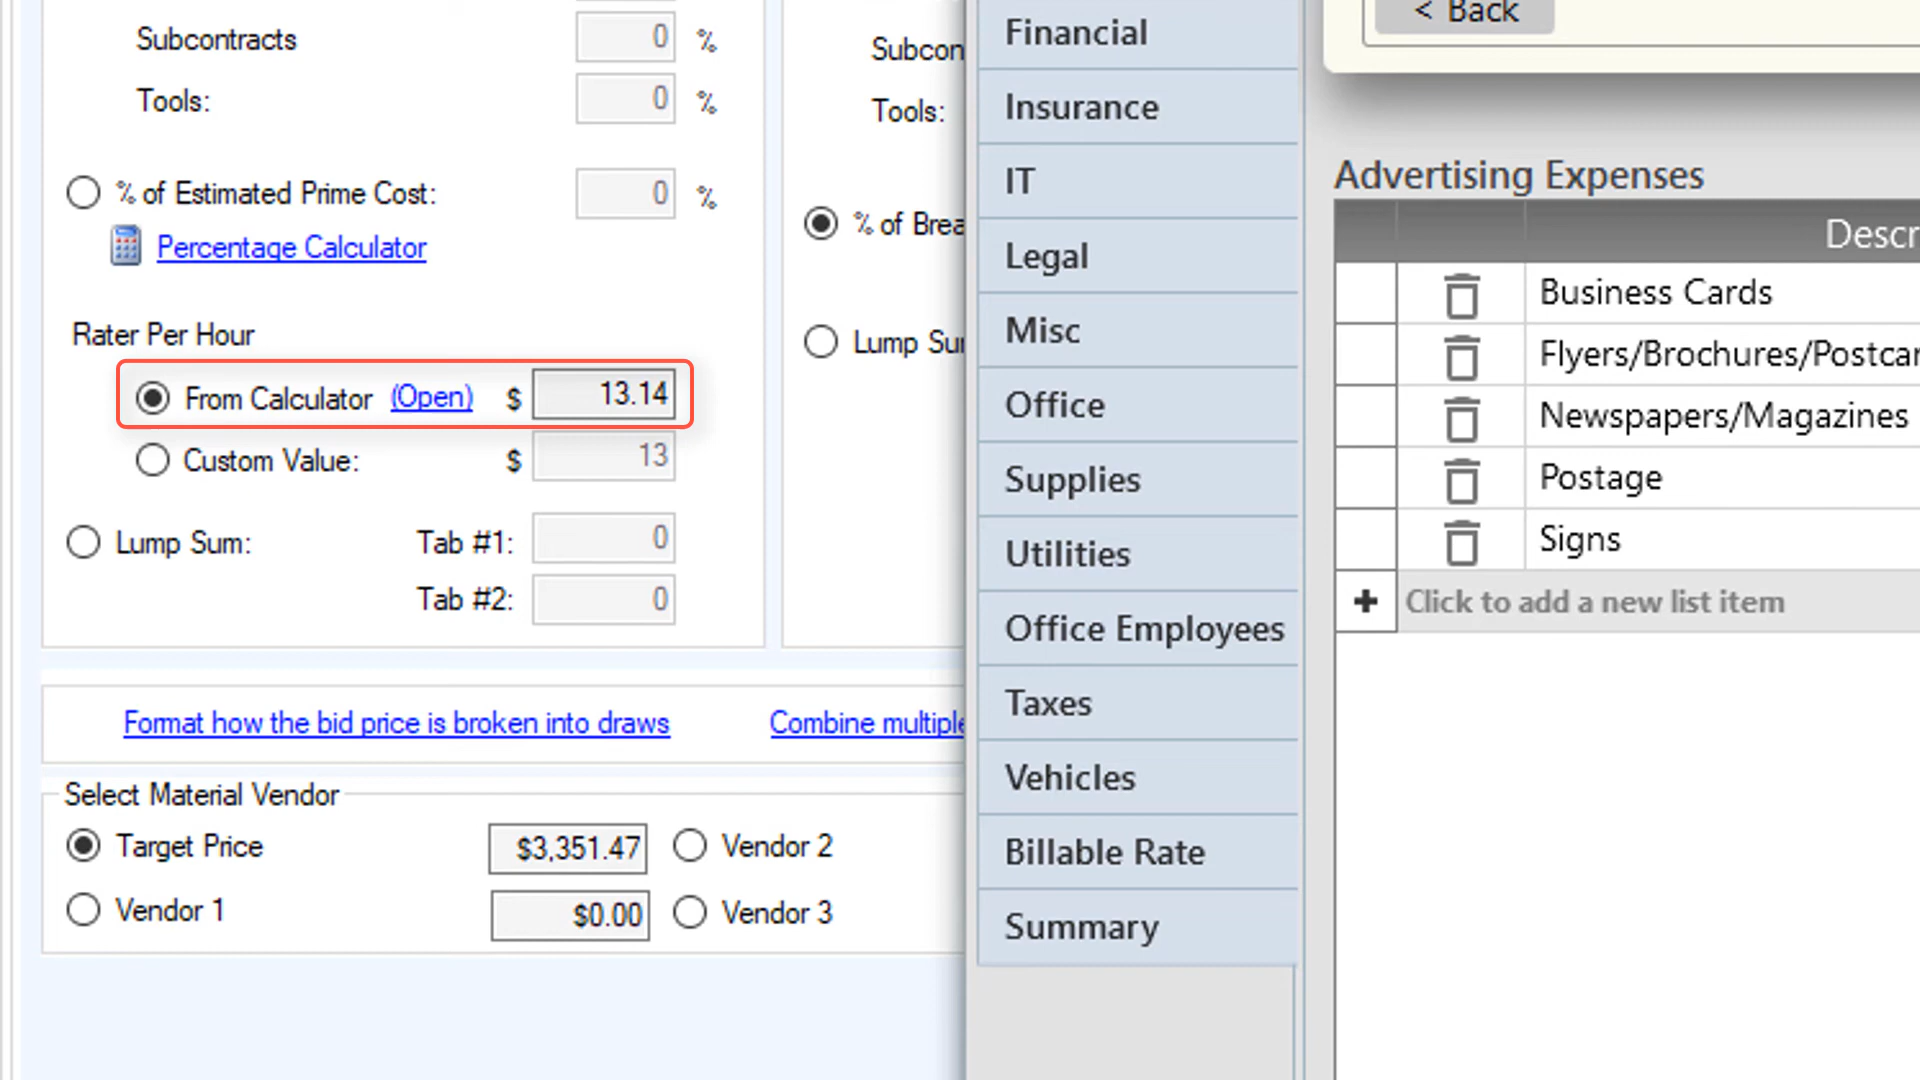 Subcontracts 0 %
Tools: 0 %
% of Estimated Prime Cost: 0 %
Percentage Calculator
Rater Per Hour
From Calculator (Open) $ 13.14
Custom Value: $ 13
Lump Sum: Tab #1: 0
Tab #2: 0
Subcon
Tools:
% of Brea
Lump Su
Format how the bid price is broken into draws
Combine multiple
Select Material Vendor
Target Price $3,351.47 Vendor 2
Vendor 1 $0.00 Vendor 3
Financial
Insurance
IT
Legal
Misc
Office
Supplies
Utilities
Office Employees
Taxes
Vehicles
Billable Rate
Summary
< Back
Advertising Expenses
Descr
Business Cards
Flyers/Brochures/Postcar
Newspapers/Magazines
Postage
Signs
+ Click to add a new list item